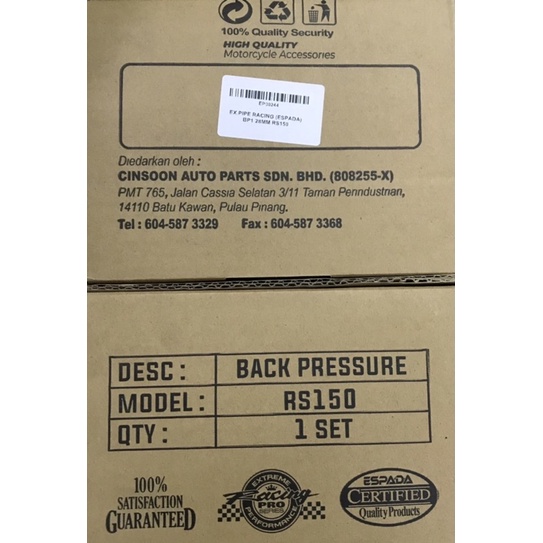 100% Quality Security
HIGH QUALITY
Motorcycle Accessories
EX PIPE RACING (ESPADA)
BP1 28MM RS150
Diedarkan oleh :
CINSOON AUTO PARTS SDN. BHD. (808255-X)
PMT 765, Jalan Cassia Selatan 3/11 Taman Penndustrian,
14110 Batu Kawan, Pulau Pinang.
Tel : 604-587 3329 Fax : 604-587 3368
DESC : BACK PRESSURE
MODEL : RS150
QTY : 1 SET
100%
SATISFACTION
GUARANTEED
EXTREME
Racing
PRO
SERIES
PERFORMANCE
ESPADA
CERTIFIED
Quality Products